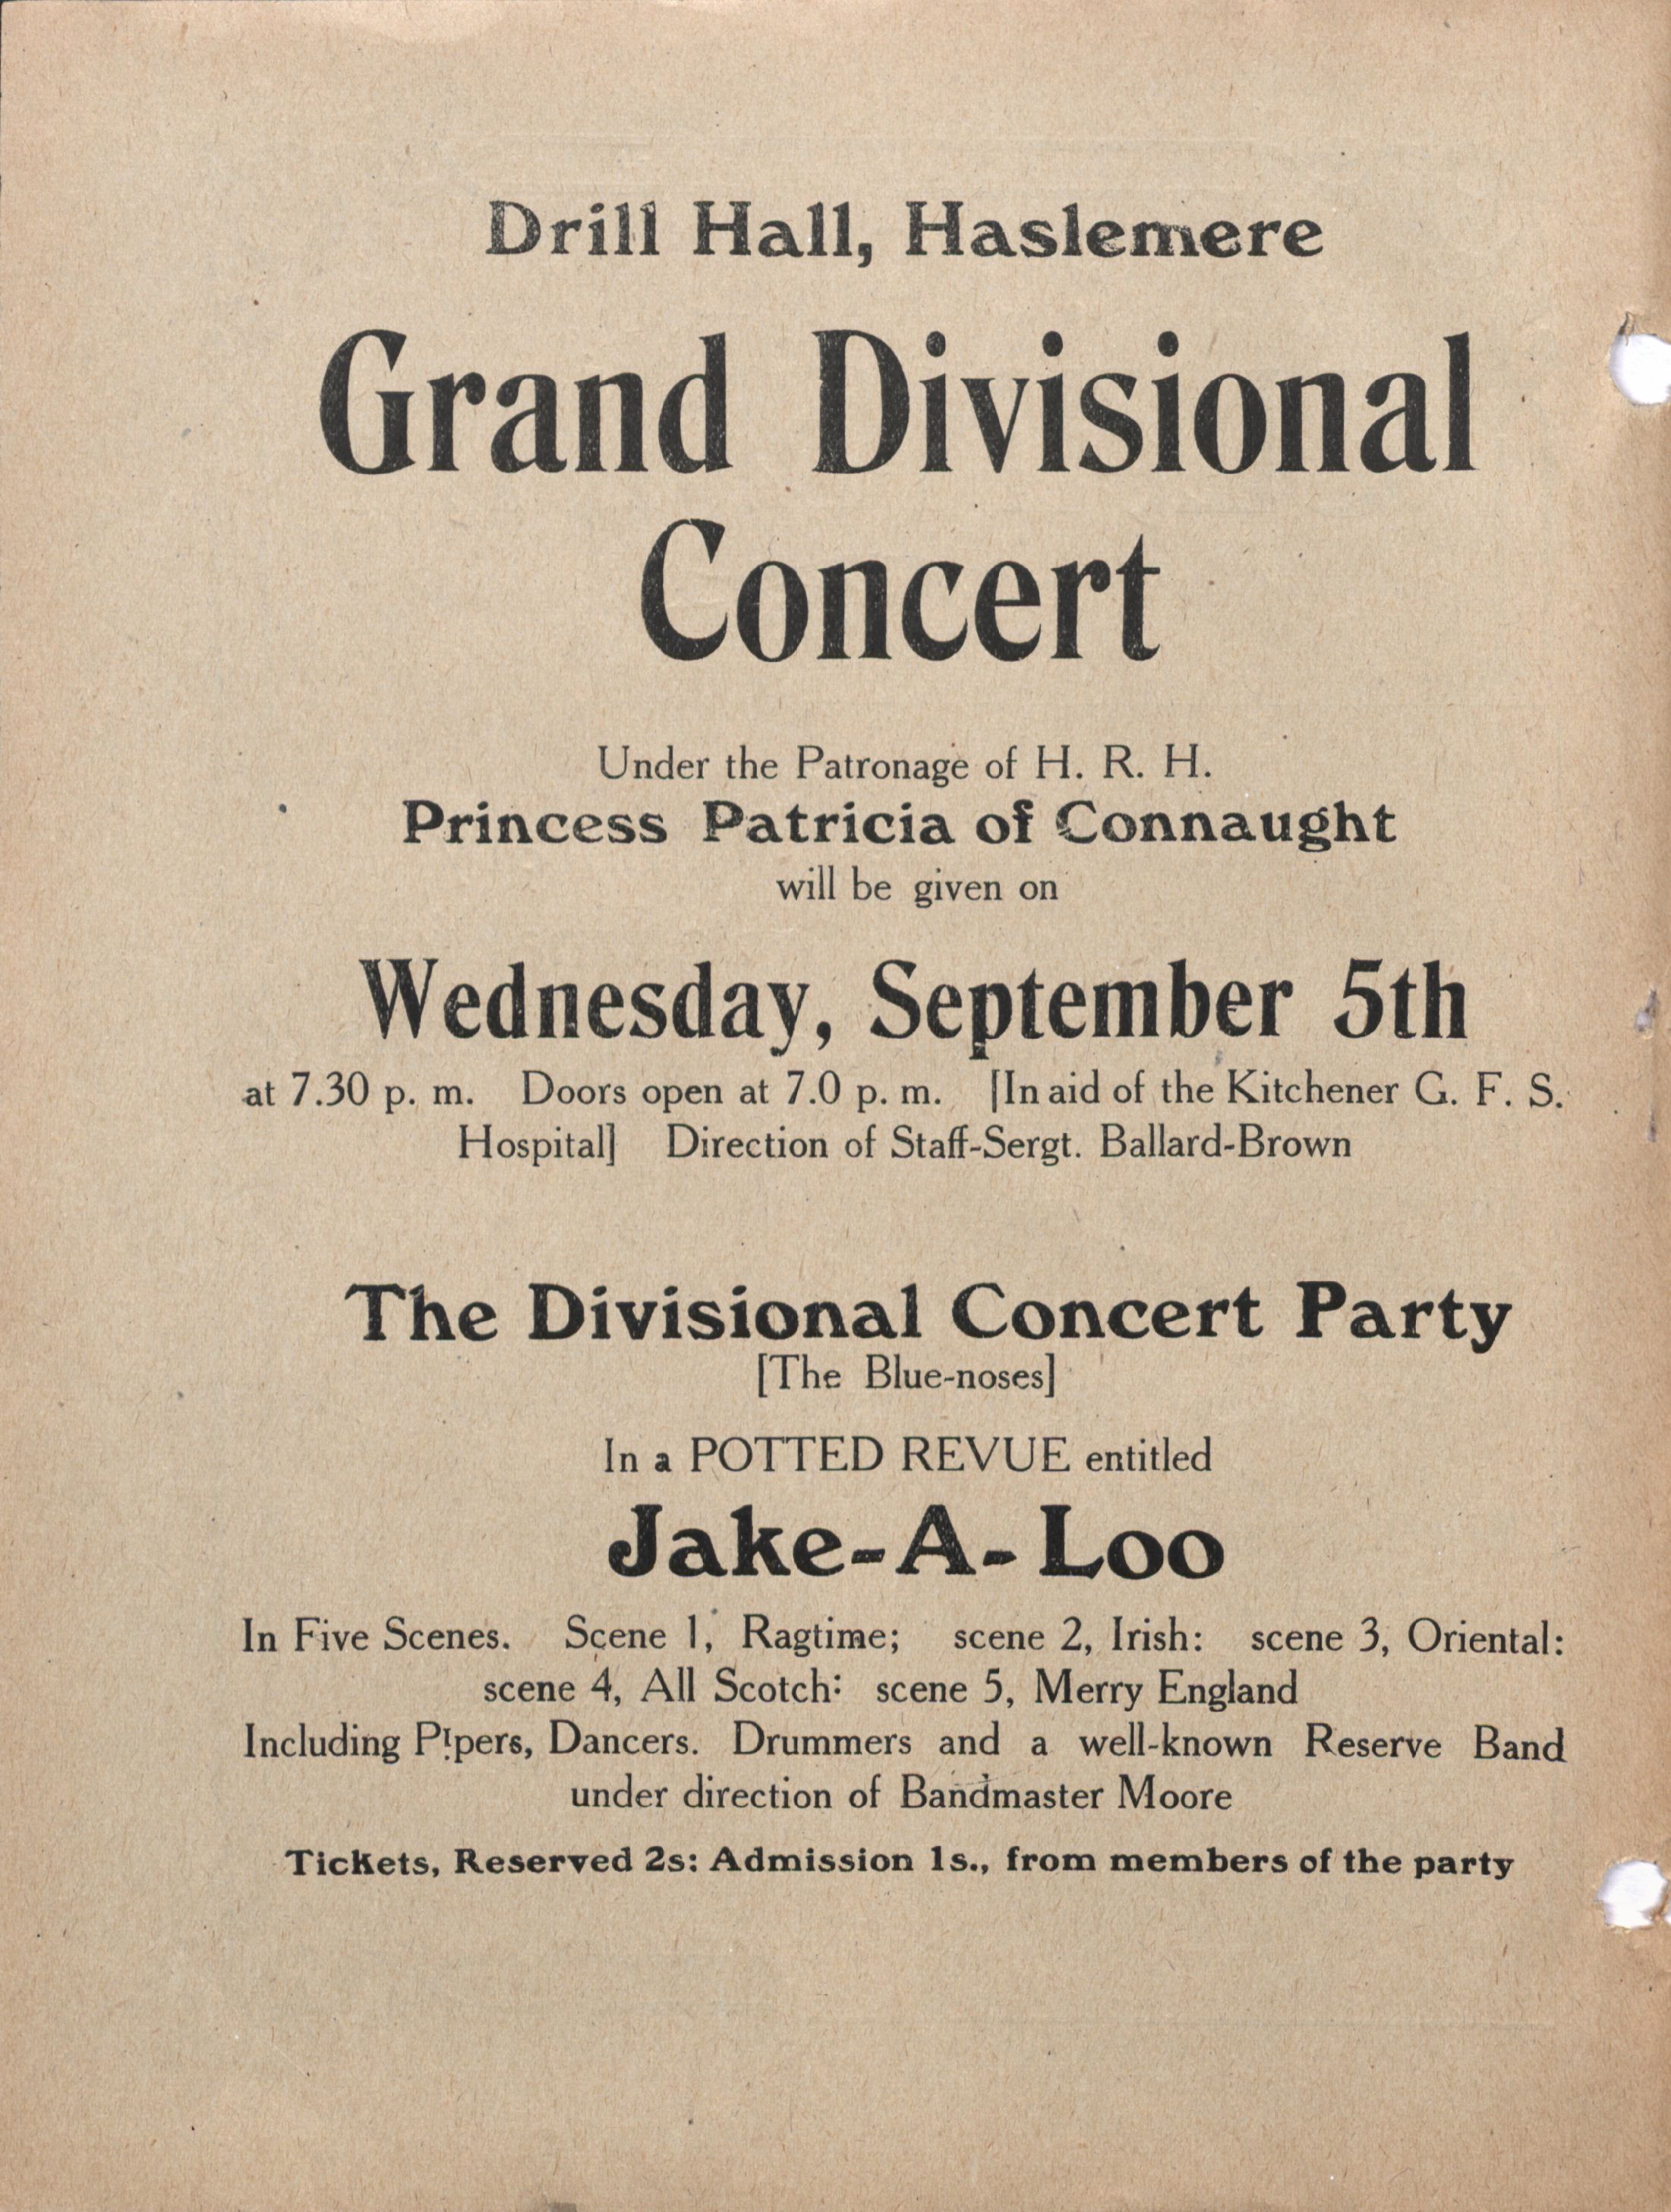 Drill Hall, Haslemere
Grand Divisional
Concert
Under the Patronage of H. R. H.
Princess Patricia of Connaught
will be given on
Wednesday, September 5th
at 7.30 p. m. Doors open at 7.0 p. m. [In aid of the Kitchener G. F. S.
Hospital] Direction of Staff-Sergt. Ballard-Brown
The Divisional Concert Party
[The Blue-noses]
In a POTTED REVUE entitled
Jake-A-Loo
In Five Scenes. Scene 1, Ragtime; scene 2, Irish: scene 3, Oriental:
scene 4, All Scotch: scene 5, Merry England
Including Pipers, Dancers. Drummers and a well-known Reserve Band
under direction of Bandmaster Moore
Tickets, Reserved 2s: Admission 1s., from members of the party